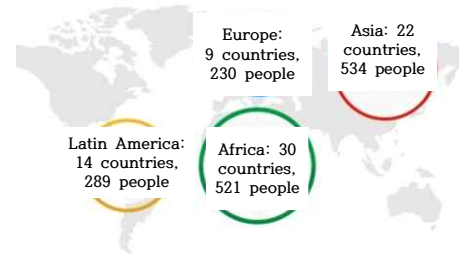 Europe:
9 countries,
230 people
Asia: 22
countries,
534 people
Latin America:
14 countries,
289 people
Africa: 30
countries,
521 people